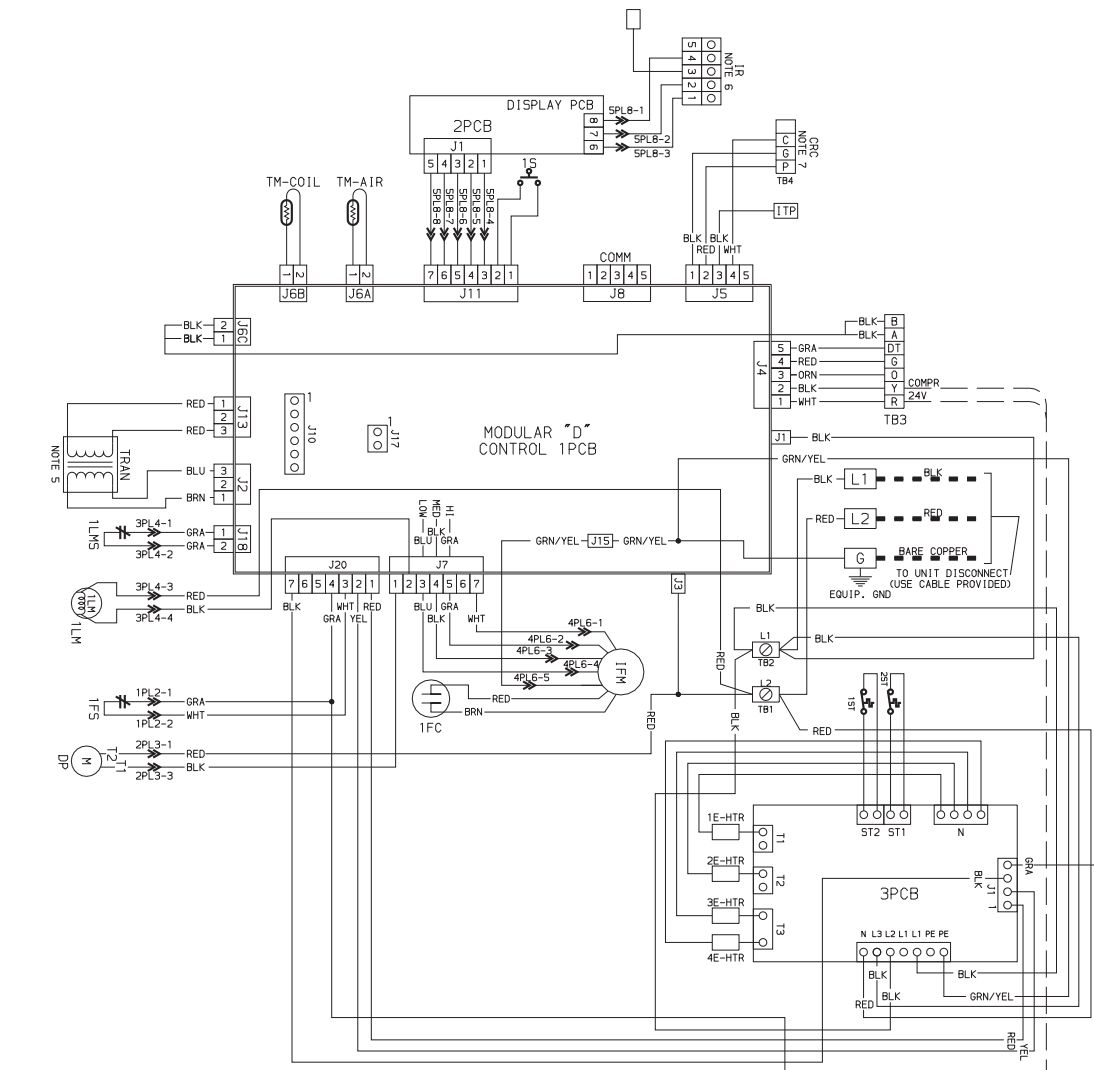 5
4
3
2
1
IR
NOTE 6
DISPLAY PCB
2PCB
8
7
6
5PL8-1
5PL8-2
5PL8-3
J1
5 4 3 2 1
1S
C
G
P
CRC
NOTE 7
TB4
ITP
TM-COIL
TM-AIR
5PL8-8
5PL8-7
5PL8-6
5PL8-5
5PL8-4
BLK
RED
BLK
WHT
COMM
1 2
J6B
1 2
J6A
7 6 5 4 3 2 1
J11
1 2 3 4 5
J8
1 2 3 4 5
J5
BLK 2
BLK 1
J6C
BLK B
BLK A
DT
G
O
Y
R
TB3
COMPR
24V
J4
5 GRA
4 RED
3 ORN
2 BLK
1 WHT
RED 1
2
RED 3
J13
1
J10
1
J17
MODULAR "D"
CONTROL 1PCB
J1 BLK
GRN/YEL
TRAN
NOTE 5
BLU 3
2
BRN 1
J2
BLK L1 BLK
RED L2 RED
G BARE COPPER
EQUIP. GND
TO UNIT DISCONNECT
(USE CABLE PROVIDED)
1LMS
3PL4-1
GRA 1
GRA 2
3PL4-2
J18
LOW
MED
HI
BLU
BLK
GRA
GRN/YEL J15 GRN/YEL
J20
7 6 5 4 3 2 1
J7
1 2 3 4 5 6 7
J3
1LM
1LM
3PL4-3
RED
BLK
3PL4-4
BLK
GRA
WHT
YEL
RED
BLU
BLK
GRA
WHT
4PL6-1
4PL6-2
4PL6-3
4PL6-4
4PL6-5
IFM
RED
BRN
1FC
RED
RED
BLK
BLK
BLK
L1
TB2
L2
TB1
RED
1FS
1PL2-1
GRA
WHT
1PL2-2
DP
M
T2
T1
2PL3-1
RED
BLK
2PL3-3
1ST
2ST
ST2 ST1
N
1E-HTR
T1
2E-HTR
T2
3E-HTR
T3
4E-HTR
3PCB
BLK
J1
1
GRA
N L3 L2 L1 L1 PE PE
BLK
BLK
RED
BLK
GRN/YEL
RED
YEL